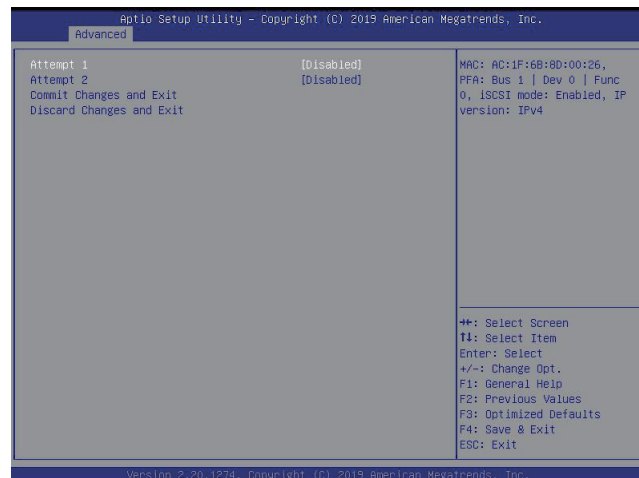 Aptio Setup Utility – Copyright (C) 2019 American Megatrends, Inc.
Advanced
Attempt 1 [Disabled]
Attempt 2 [Disabled]
Commit Changes and Exit
Discard Changes and Exit
MAC: AC:1F:6B:8D:00:26,
PFA: Bus 1 | Dev 0 | Func
0, iSCSI mode: Enabled, IP
version: IPv4
→←: Select Screen
↑↓: Select Item
Enter: Select
+/-: Change Opt.
F1: General Help
F2: Previous Values
F3: Optimized Defaults
F4: Save & Exit
ESC: Exit
Version 2.20.1274. Copyright (C) 2019 American Megatrends, Inc.